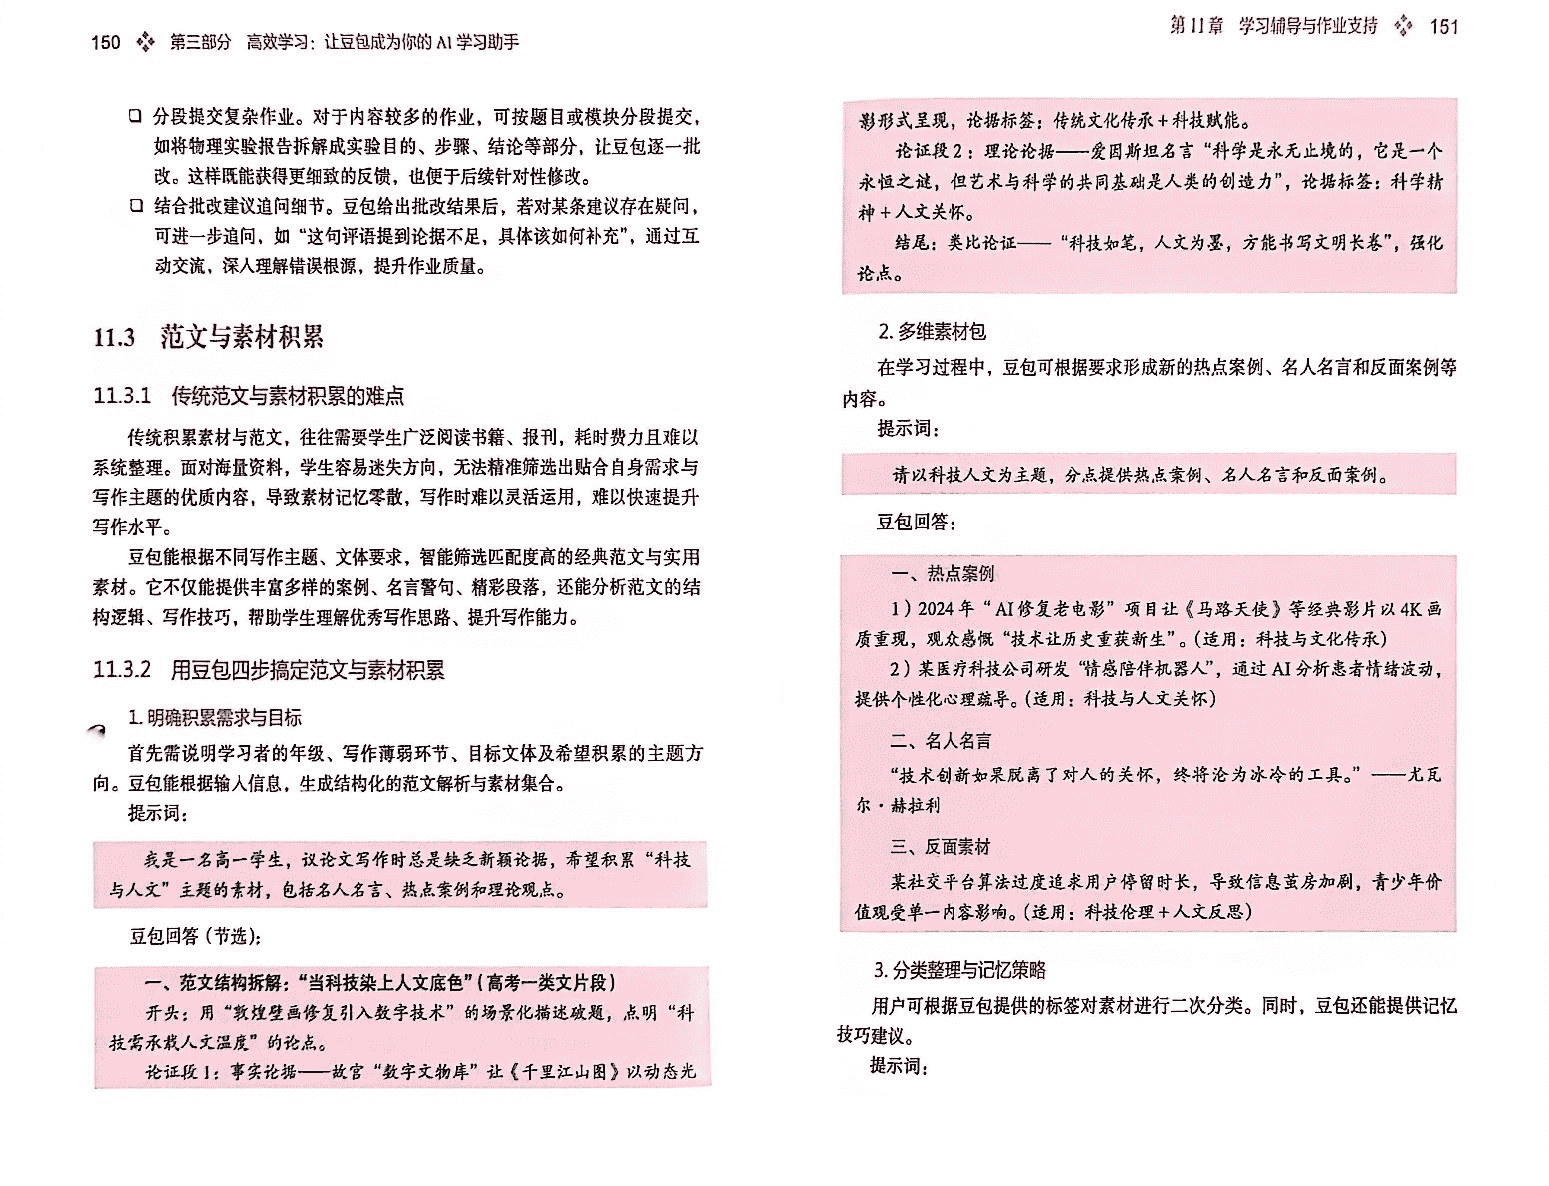 150 第三部分 高效学习：让豆包成为你的 AI 学习助手
❏ 分段提交复杂作业。对于内容较多的作业，可按题目或模块分段提交，
如将物理实验报告拆解成实验目的、步骤、结论等部分，让豆包逐一批
改。这样既能获得更细致的反馈，也便于后续针对性修改。
❏ 结合批改建议追问细节。豆包给出批改结果后，若对某条建议存在疑问，
可进一步追问，如“这句评语提到论据不足，具体该如何补充”，通过互
动交流，深入理解错误根源，提升作业质量。
11.3 范文与素材积累
11.3.1 传统范文与素材积累的难点
传统积累素材与范文，往往需要学生广泛阅读书籍、报刊，耗时费力且难以
系统整理。面对海量资料，学生容易迷失方向，无法精准筛选出贴合自身需求与
写作主题的优质内容，导致素材记忆零散，写作时难以灵活运用，难以快速提升
写作水平。
豆包能根据不同写作主题、文体要求，智能筛选匹配度高的经典范文与实用
素材。它不仅能提供丰富多样的案例、名言警句、精彩段落，还能分析范文的结
构逻辑、写作技巧，帮助学生理解优秀写作思路、提升写作能力。
11.3.2 用豆包四步搞定范文与素材积累
1. 明确积累需求与目标
首先需说明学习者的年级、写作薄弱环节、目标文体及希望积累的主题方
向。豆包能根据输入信息，生成结构化的范文解析与素材集合。
提示词：
我是一名高一学生，议论文写作时总是缺乏新颖论据，希望积累“科技
与人文”主题的素材，包括名人名言、热点案例和理论观点。
豆包回答（节选）：
一、范文结构拆解：“当科技染上人文底色”（高考一类文片段）
开头：用“敦煌壁画修复引入数字技术”的场景化描述破题，点明“科
技需承载人文温度”的论点。
论证段 1：事实论据——故宫“数字文物库”让《千里江山图》以动态光
第 11 章 学习辅导与作业支持 151
影形式呈现，论据标签：传统文化传承＋科技赋能。
论证段 2：理论论据——爱因斯坦名言“科学是永无止境的，它是一个
永恒之谜，但艺术与科学的共同基础是人类的创造力”，论据标签：科学精
神＋人文关怀。
结尾：类比论证——“科技如笔，人文为墨，方能书写文明长卷”，强化
论点。
2. 多维素材包
在学习过程中，豆包可根据要求形成新的热点案例、名人名言和反面案例等
内容。
提示词：
请以科技人文为主题，分点提供热点案例、名人名言和反面案例。
豆包回答：
一、热点案例
1）2024 年“AI 修复老电影”项目让《马路天使》等经典影片以 4K 画
质重现，观众感慨“技术让历史重获新生”。（适用：科技与文化传承）
2）某医疗科技公司研发“情感陪伴机器人”，通过 AI 分析患者情绪波动，
提供个性化心理疏导。（适用：科技与人文关怀）
二、名人名言
“技术创新如果脱离了对人的关怀，终将沦为冰冷的工具。”——尤瓦
尔·赫拉利
三、反面素材
某社交平台算法过度追求用户停留时长，导致信息茧房加剧，青少年价
值观受单一内容影响。（适用：科技伦理＋人文反思）
3. 分类整理与记忆策略
用户可根据豆包提供的标签对素材进行二次分类。同时，豆包还能提供记忆
技巧建议。
提示词：